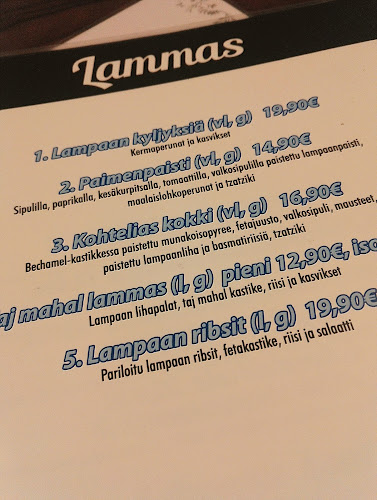 Lammas
1. Lampaan kyljyksiä (vl, g) 19,90€
Kermaperunat ja kasvikset
2. Paimenpaisti (vl, g) 14,90€
Sipulilla, paprikalla, kesäkurpitsalla, tomaattilla, valkosipulilla paistettu lampaanpaisti,
maalaislohkoperunat ja tzatziki
3. Kohtelias kokki (vl, g) 16,90€
Bechamel-kastikkessa paistettu munakoisopyree, fetajuusto, valkosipuli, mausteet,
paistettu lampaanliha ja basmatiriisiä, tzatziki
aj mahal lammas (l, g) pieni 12,90€, iso
Lampaan lihapalat, taj mahal kastike, riisi ja kasvikset
5. Lampaan ribsit (l, g) 19,90€
Pariloitu lampaan ribsit, fetakastike, riisi ja salaatti